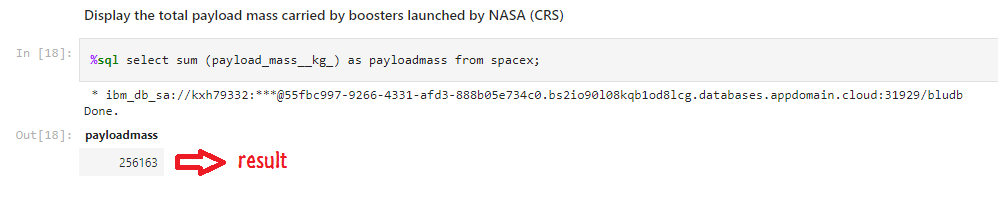 Display the total payload mass carried by boosters launched by NASA (CRS)
In [18]: %sql select sum (payload_mass__kg_) as payloadmass from spacex;
* ibm_db_sa://kxh79332:***@55fbc997-9266-4331-afd3-888b05e734c0.bs2io90l08kqb1od8lcg.databases.appdomain.cloud:31929/bludb
Done.
Out[18]: payloadmass
256163 result